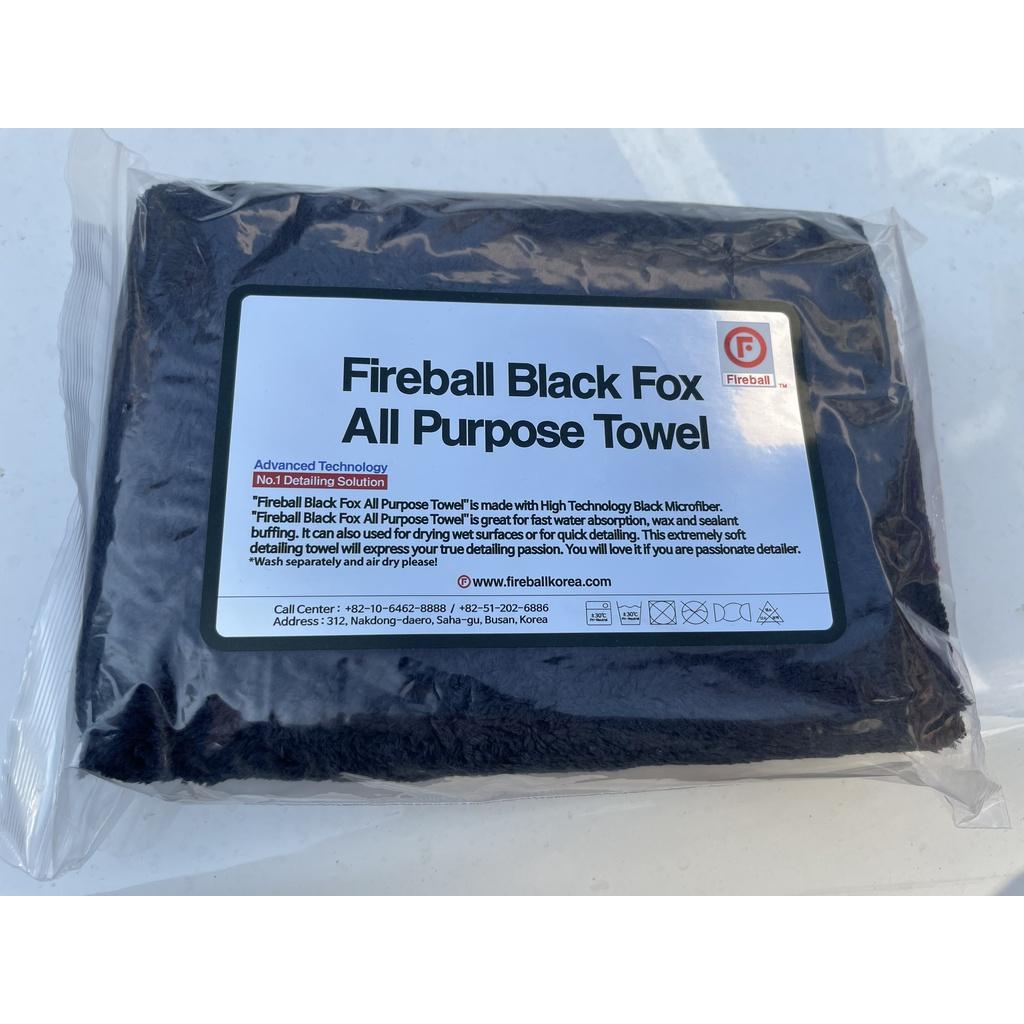 Fireball
TM
Fireball Black Fox
All Purpose Towel
Advanced Technology
No.1 Detailing Solution
"Fireball Black Fox All Purpose Towel" is made with High Technology Black Microfiber.
"Fireball Black Fox All Purpose Towel" is great for fast water absorption, wax and sealant
buffing. It can also used for drying wet surfaces or for quick detailing. This extremely soft
detailing towel will express your true detailing passion. You will love it if you are passionate detailer.
*Wash separately and air dry please!
www.fireballkorea.com
Call Center : +82-10-6462-8888 / +82-51-202-6886
Address : 312, Nakdong-daero, Saha-gu, Busan, Korea